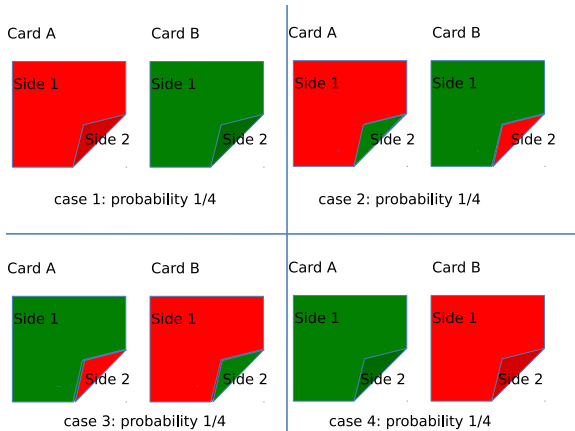 Card A
Card B
Side 1
Side 1
Side 2
Side 2
case 1: probability 1/4
Card A
Card B
Side 1
Side 1
Side 2
Side 2
case 2: probability 1/4
Card A
Card B
Side 1
Side 1
Side 2
Side 2
case 3: probability 1/4
Card A
Card B
Side 1
Side 1
Side 2
Side 2
case 4: probability 1/4